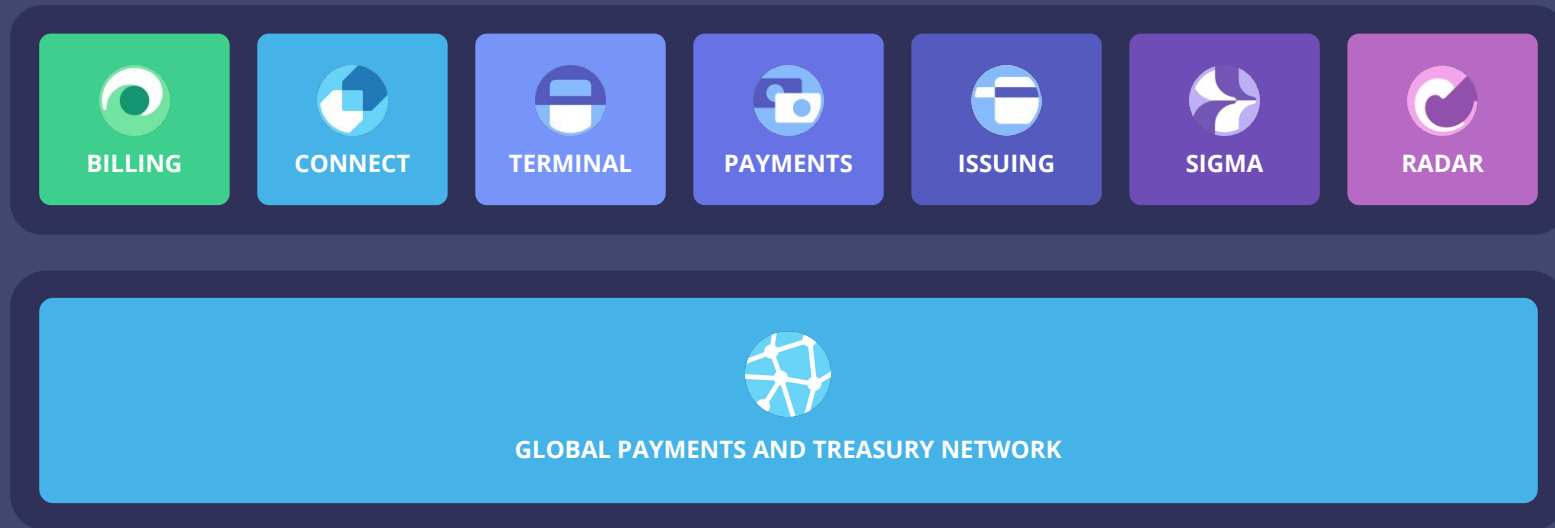 BILLING
CONNECT
TERMINAL
PAYMENTS
ISSUING
SIGMA
RADAR
GLOBAL PAYMENTS AND TREASURY NETWORK